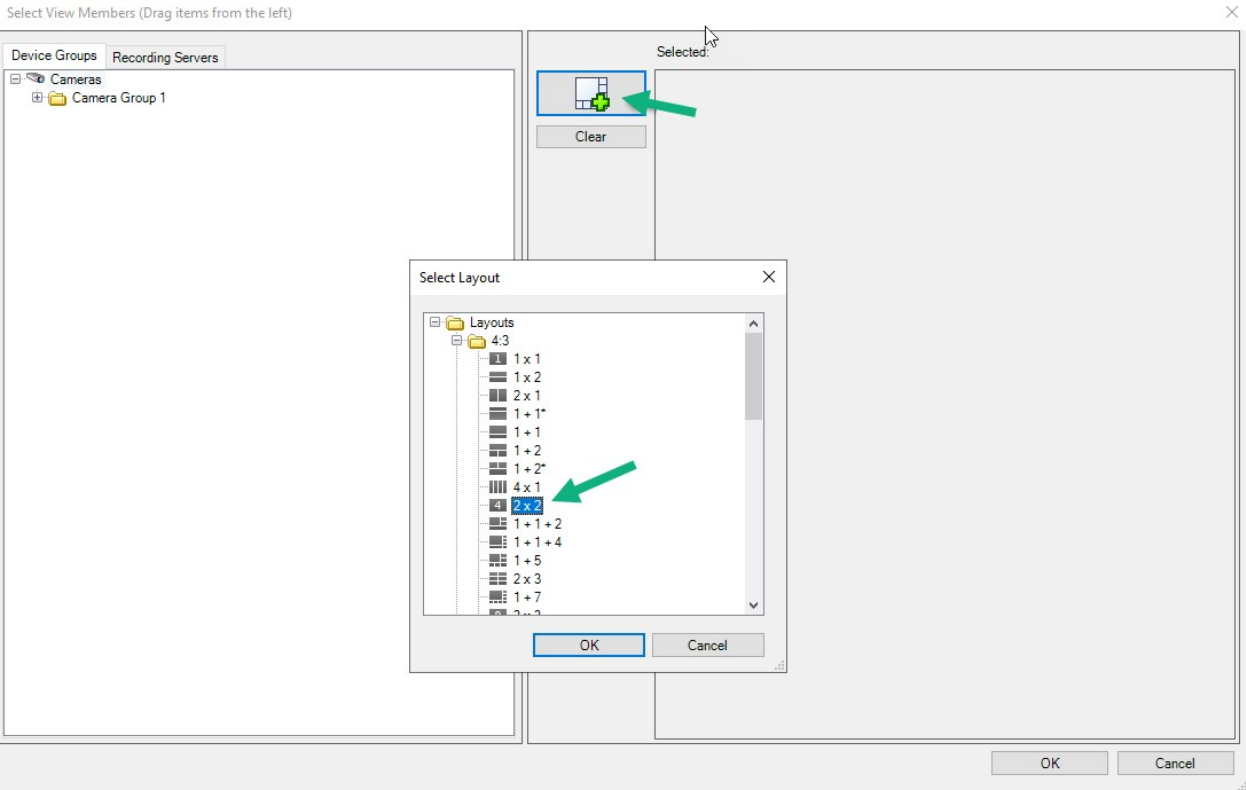 Select View Members (Drag items from the left)
Device Groups
Recording Servers
Cameras
Camera Group 1
Selected:
Clear
Select Layout
Layouts
4:3
1 1 x 1
1 x 2
2 x 1
1 + 1*
1 + 1
1 + 2
1 + 2*
4 x 1
4 2 x 2
1 + 1 + 2
1 + 1 + 4
1 + 5
2 x 3
1 + 7
OK
Cancel
OK
Cancel